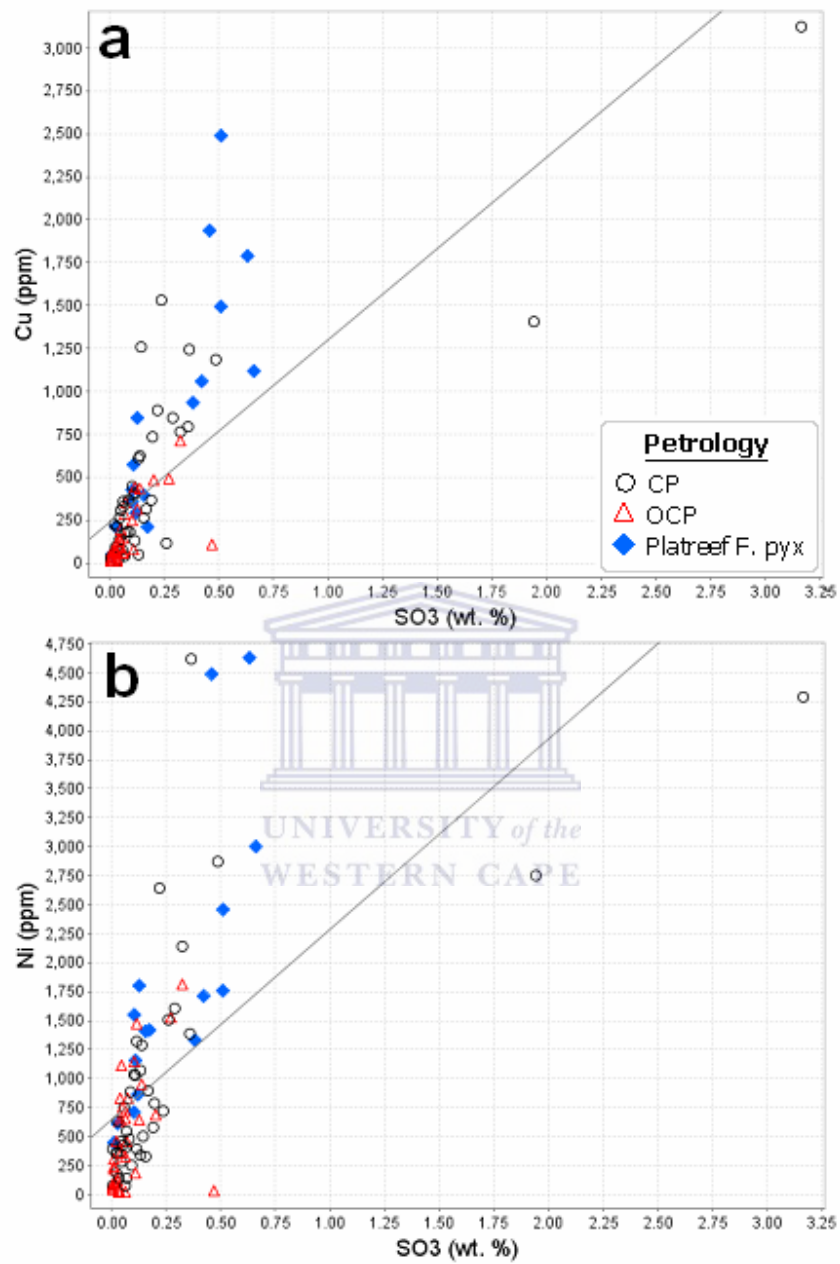 a
3,000
2,750
2,500
2,250
2,000
1,750
1,500
1,250
1,000
750
500
250
0
Cu (ppm)
Petrology
CP
OCP
Platreef F. pyx
0.00 0.25 0.50 0.75 1.00 1.25 1.50 1.75 2.00 2.25 2.50 2.75 3.00 3.25
SO3 (wt. %)
b
4,750
4,500
4,250
4,000
3,750
3,500
3,250
3,000
2,750
2,500
2,250
2,000
1,750
1,500
1,250
1,000
750
500
250
0
Ni (ppm)
UNIVERSITY of the
WESTERN CAPE
0.00 0.25 0.50 0.75 1.00 1.25 1.50 1.75 2.00 2.25 2.50 2.75 3.00 3.25
SO3 (wt. %)